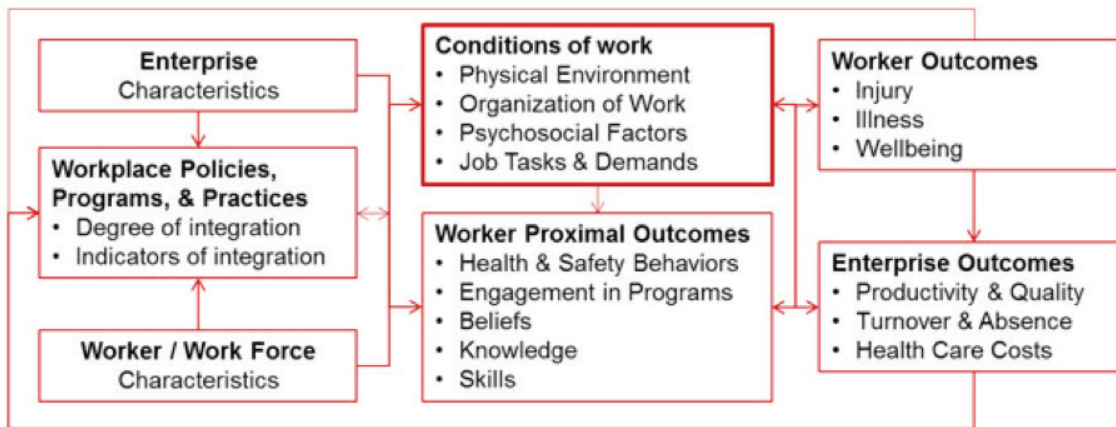 Enterprise
Characteristics
Workplace Policies,
Programs, & Practices
• Degree of integration
• Indicators of integration
Worker / Work Force
Characteristics
Conditions of work
• Physical Environment
• Organization of Work
• Psychosocial Factors
• Job Tasks & Demands
Worker Proximal Outcomes
• Health & Safety Behaviors
• Engagement in Programs
• Beliefs
• Knowledge
• Skills
Worker Outcomes
• Injury
• Illness
• Wellbeing
Enterprise Outcomes
• Productivity & Quality
• Turnover & Absence
• Health Care Costs